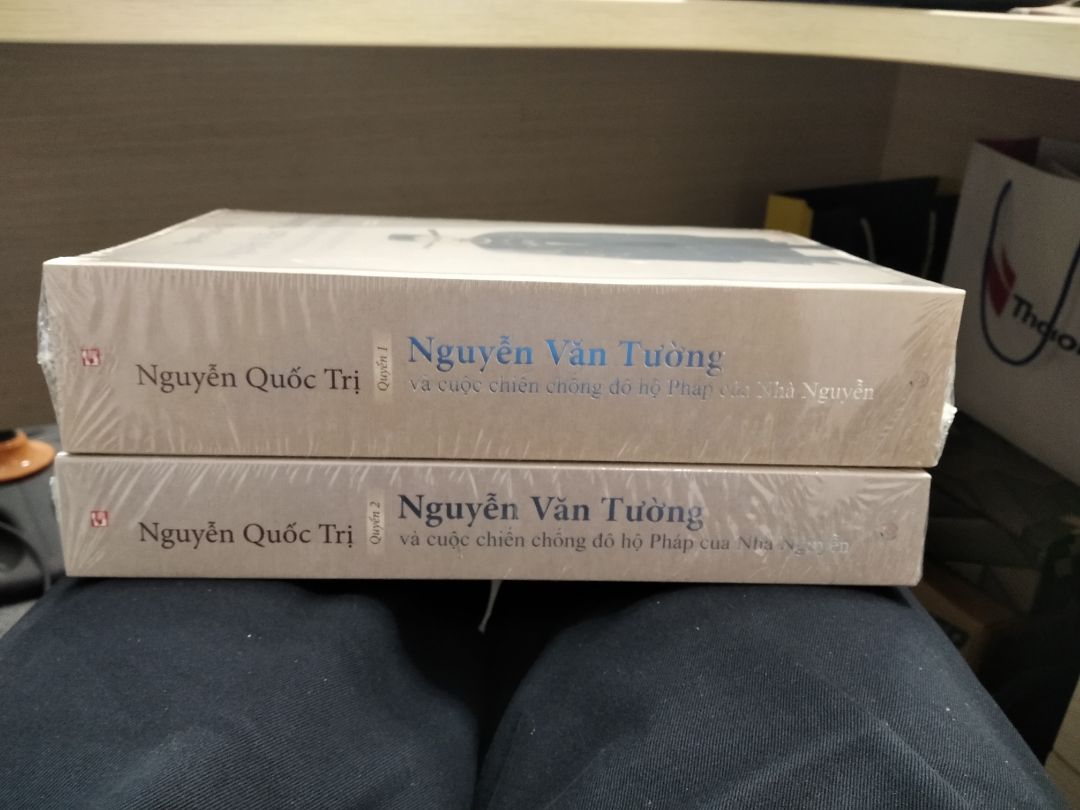 Nguyễn Quốc Trị
Quyển 1
Nguyễn Văn Tường
và cuộc chiến chống đô hộ Pháp của Nhà Nguyễn
Nguyễn Quốc Trị
Quyển 2
Nguyễn Văn Tường
và cuộc chiến chống đô hộ Pháp của Nhà Nguyễn